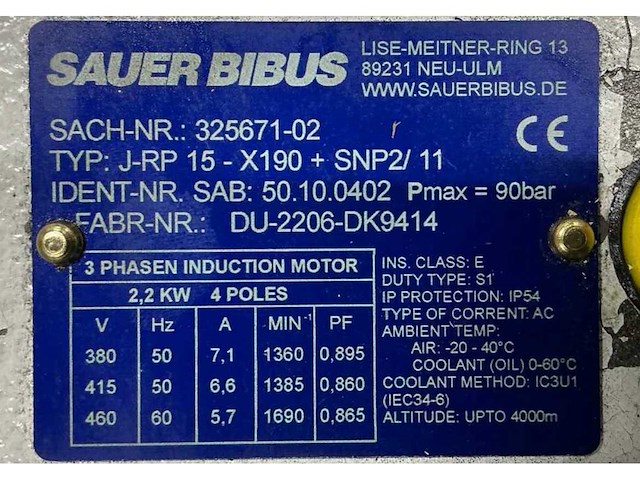 SAUER BIBUS
LISE-MEITNER-RING 13
89231 NEU-ULM
WWW.SAUERBIBUS.DE
SACH-NR.: 325671-02
CE
TYP: J-RP 15 - X190 + SNP2/ 11
IDENT-NR. SAB: 50.10.0402 Pmax = 90bar
FABR-NR.: DU-2206-DK9414
3 PHASEN INDUCTION MOTOR
2,2 KW 4 POLES
V Hz A MIN⁻¹ PF
380 50 7,1 1360 0,895
415 50 6,6 1385 0,860
460 60 5,7 1690 0,865
INS. CLASS: E
DUTY TYPE: S1
IP PROTECTION: IP54
TYPE OF CURRENT: AC
AMBIENT TEMP:
AIR: -20 - 40°C
COOLANT (OIL) 0-60°C
COOLANT METHOD: IC3U1
(IEC34-6)
ALTITUDE: UPTO 4000m